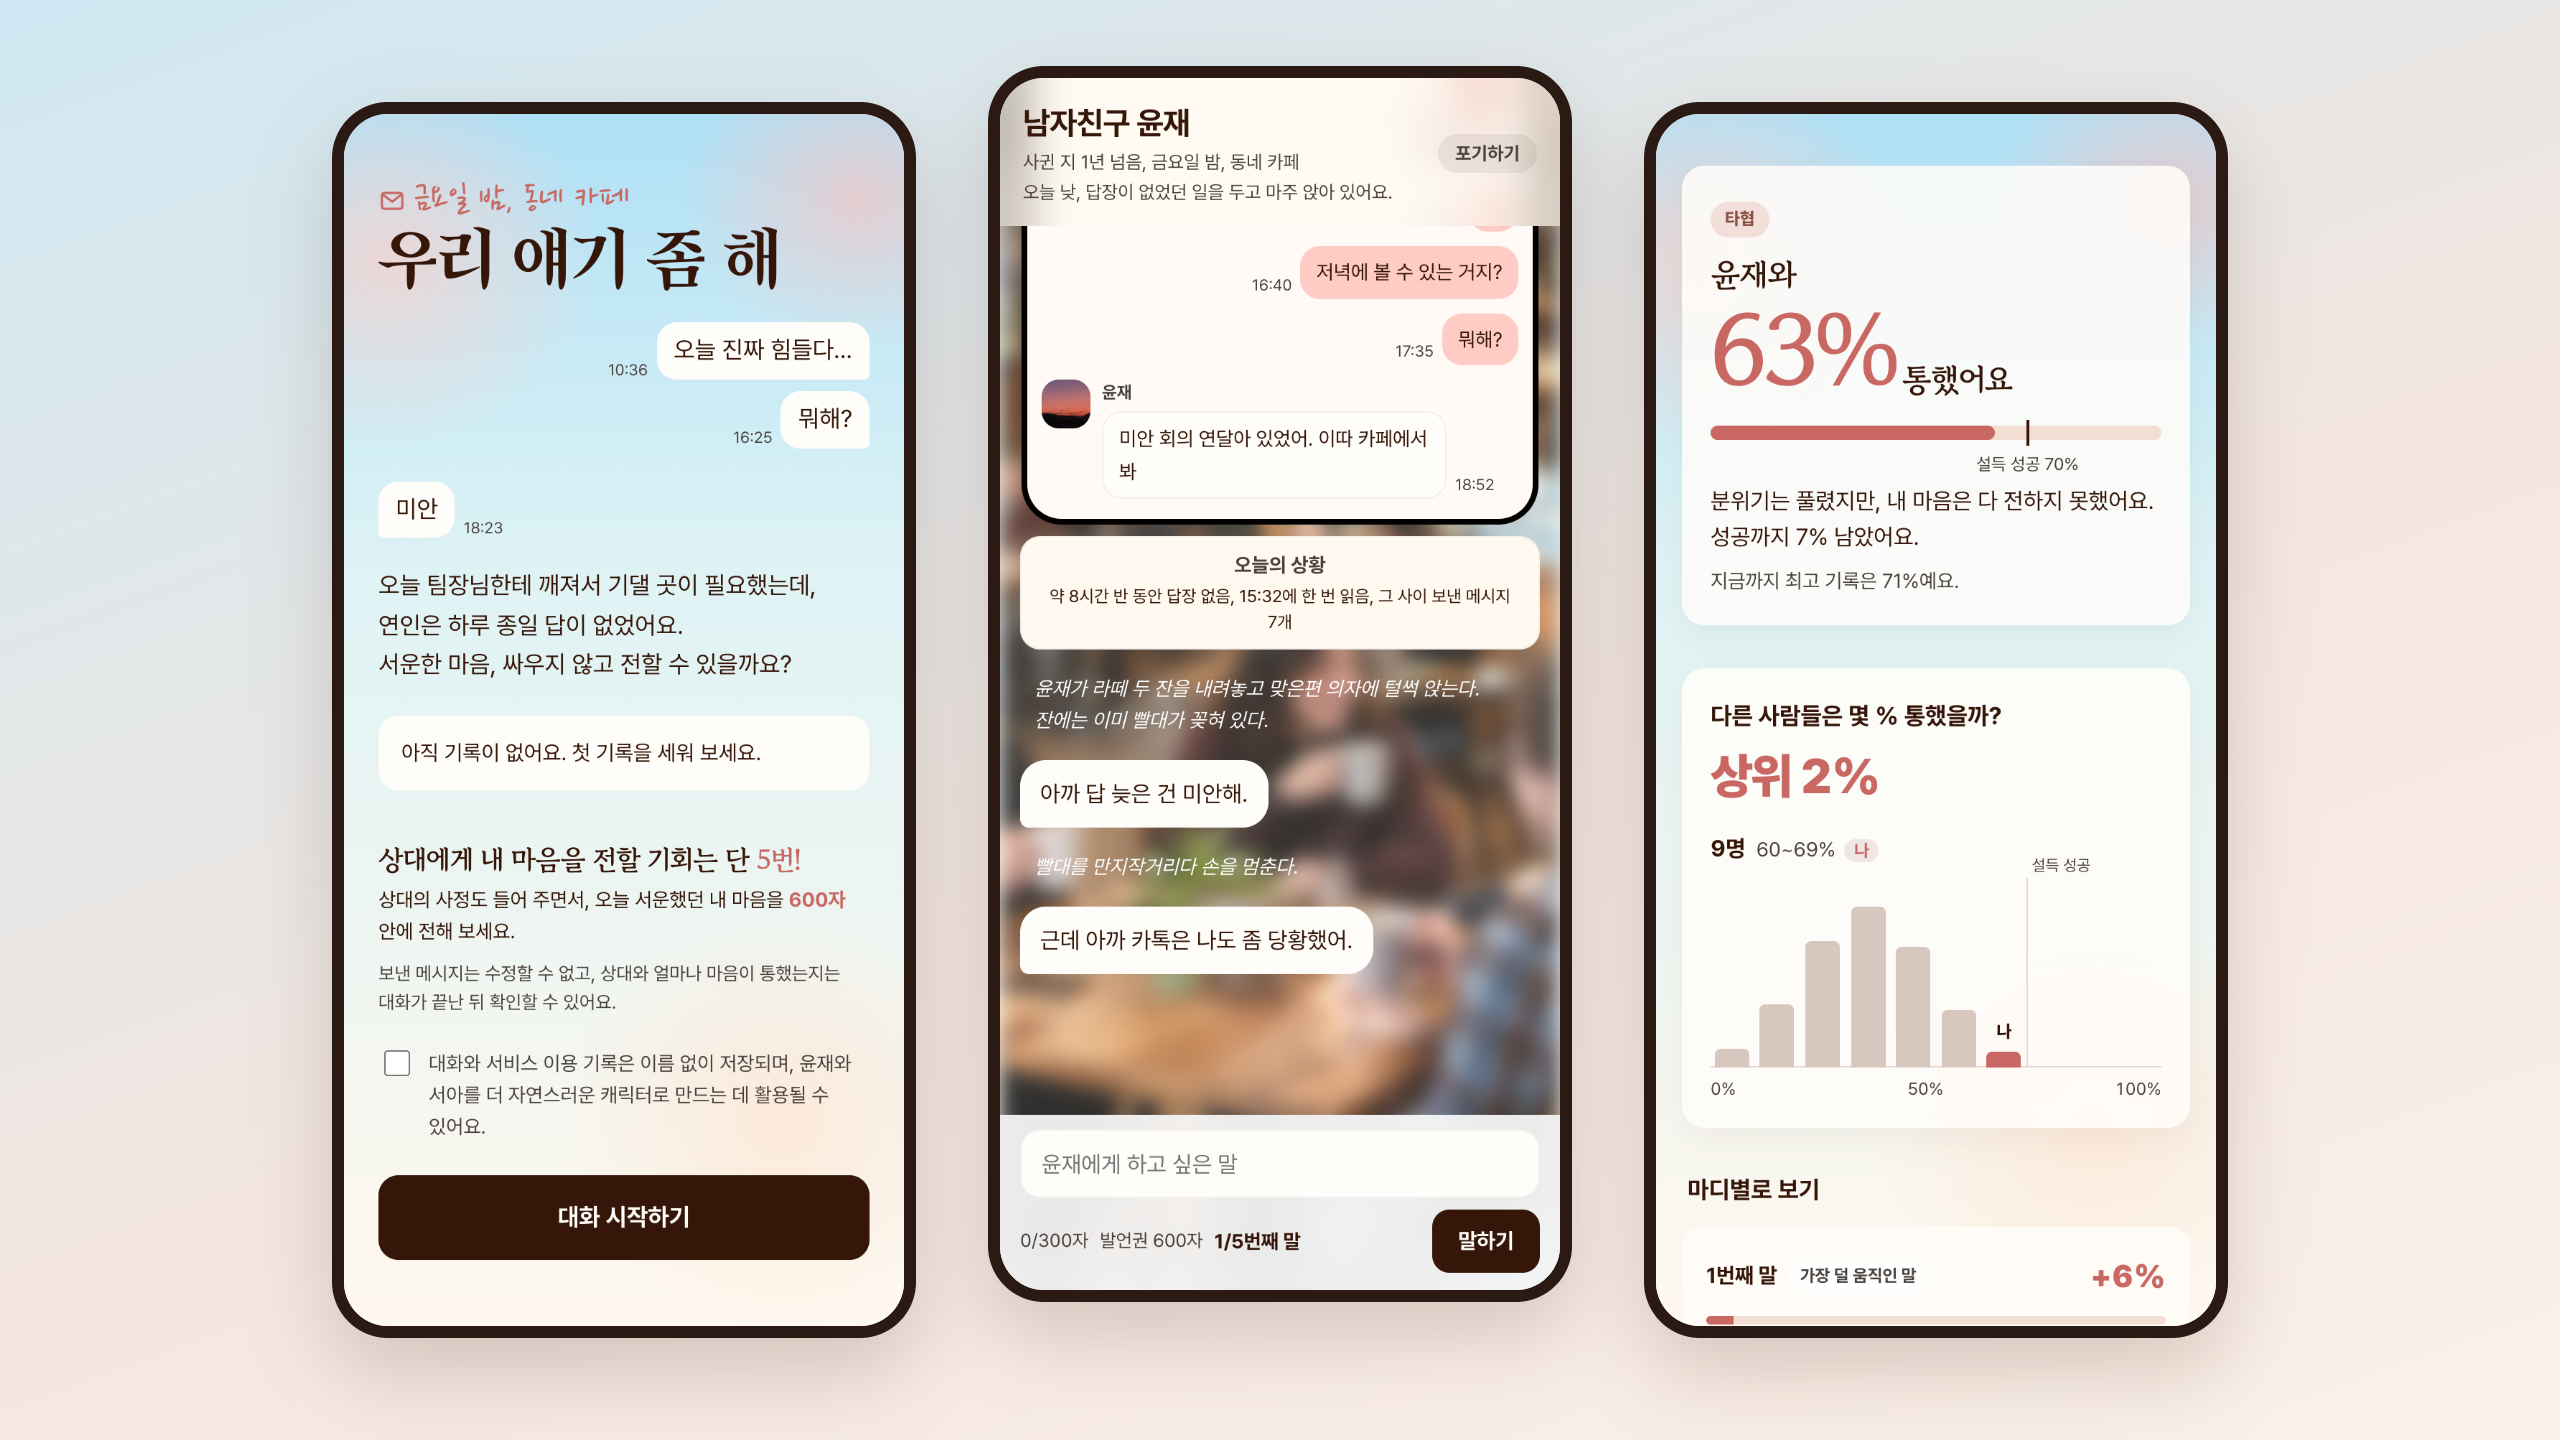 금요일 밤, 동네 카페
우리 얘기 좀 해
오늘 진짜 힘들다...
10:36
뭐해?
16:25
미안
18:23
오늘 팀장님한테 깨져서 기댈 곳이 필요했는데,
연인은 하루 종일 답이 없었어요.
서운한 마음, 싸우지 않고 전할 수 있을까요?
아직 기록이 없어요. 첫 기록을 세워 보세요.
상대에게 내 마음을 전할 기회는 단 5번!
상대의 사정도 들어 주면서, 오늘 서운했던 내 마음을 600자
안에 전해 보세요.
보낸 메시지는 수정할 수 없고, 상대와 얼마나 마음이 통했는지는
대화가 끝난 뒤 확인할 수 있어요.
대화와 서비스 이용 기록은 이름 없이 저장되며, 윤재와
서아를 더 자연스러운 캐릭터로 만드는 데 활용될 수
있어요.
대화 시작하기
남자친구 윤재
사귄 지 1년 넘음, 금요일 밤, 동네 카페
오늘 낮, 답장이 없었던 일을 두고 마주 앉아 있어요.
포기하기
저녁에 볼 수 있는 거지?
16:40
뭐해?
17:35
윤재
미안 회의 연달아 있었어. 이따 카페에서
봐
18:52
오늘의 상황
약 8시간 반 동안 답장 없음, 15:32에 한 번 읽음, 그 사이 보낸 메시지
7개
윤재가 라떼 두 잔을 내려놓고 맞은편 의자에 털썩 앉는다.
잔에는 이미 빨대가 꽂혀 있다.
아까 답 늦은 건 미안해.
빨대를 만지작거리다 손을 멈춘다.
근데 아까 카톡은 나도 좀 당황했어.
윤재에게 하고 싶은 말
0/300자 발언권 600자 1/5번째 말
말하기
타협
윤재와
63% 통했어요
설득 성공 70%
분위기는 풀렸지만, 내 마음은 다 전하지 못했어요.
성공까지 7% 남았어요.
지금까지 최고 기록은 71%예요.
다른 사람들은 몇 % 통했을까?
상위 2%
9명 60~69% 나
설득 성공
나
0% 50% 100%
마디별로 보기
1번째 말 가장 덜 움직인 말 +6%